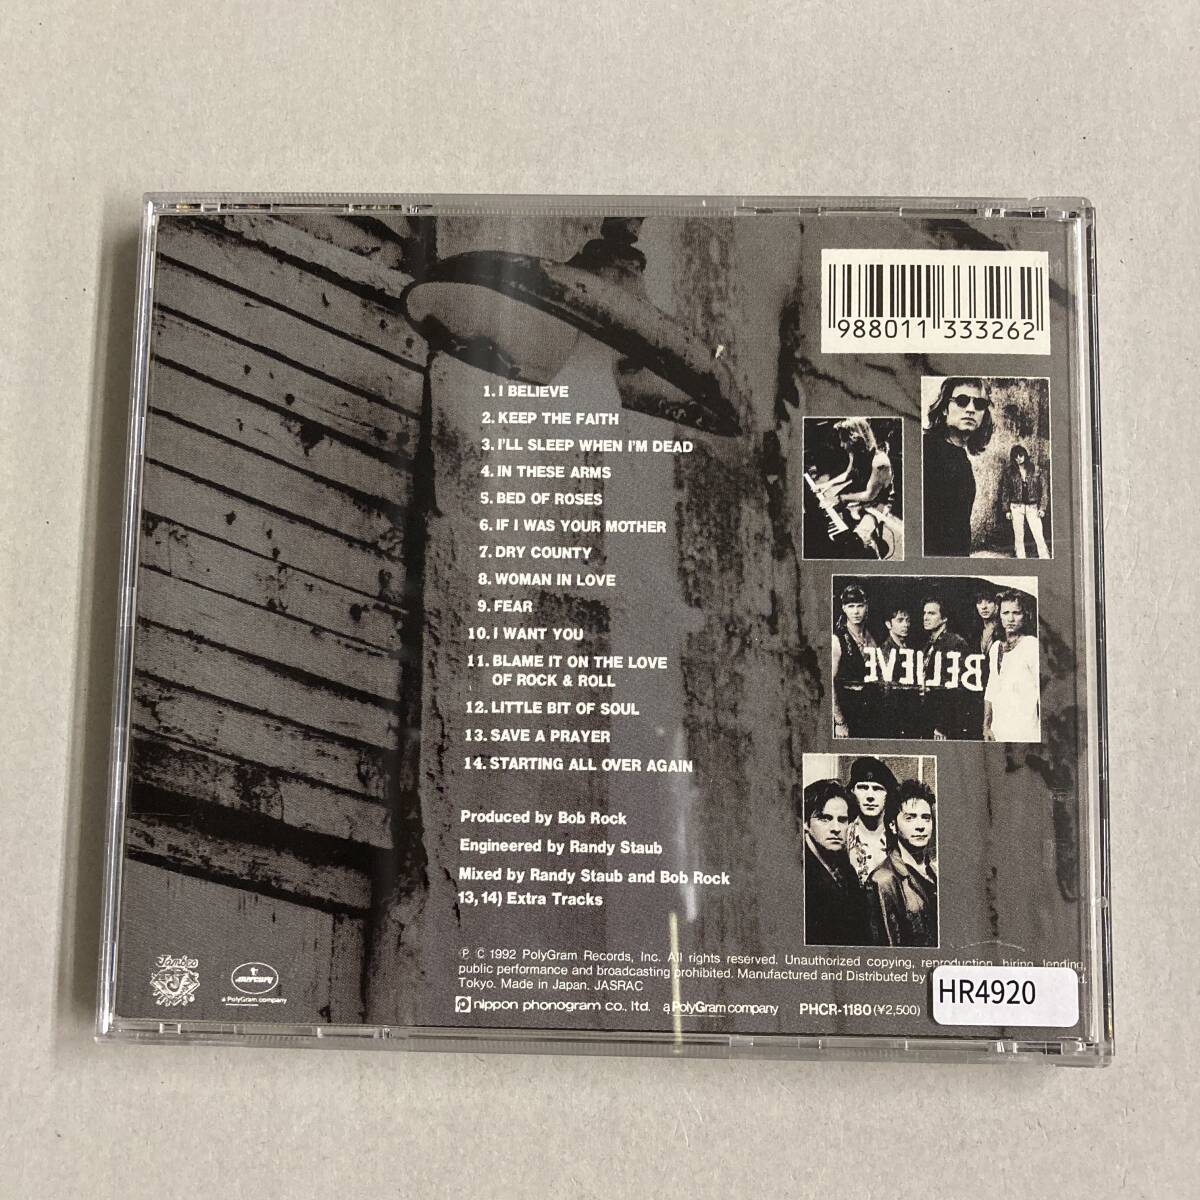 988011 333262
1. I BELIEVE
2. KEEP THE FAITH
3. I'LL SLEEP WHEN I'M DEAD
4. IN THESE ARMS
5. BED OF ROSES
6. IF I WAS YOUR MOTHER
7. DRY COUNTY
8. WOMAN IN LOVE
9. FEAR
10. I WANT YOU
11. BLAME IT ON THE LOVE
OF ROCK & ROLL
12. LITTLE BIT OF SOUL
13. SAVE A PRAYER
14. STARTING ALL OVER AGAIN
BELIEVE
Produced by Bob Rock
Engineered by Randy Staub
Mixed by Randy Staub and Bob Rock
13, 14) Extra Tracks
Ⓟ © 1992 PolyGram Records, Inc. All rights reserved. Unauthorized copying, reproduction, hiring, lending,
public performance and broadcasting prohibited. Manufactured and Distributed by
Tokyo. Made in Japan. JASRAC
Jambco
mercury
a PolyGram company
nippon phonogram co., ltd. a PolyGram company PHCR-1180 (¥2,500)
HR4920